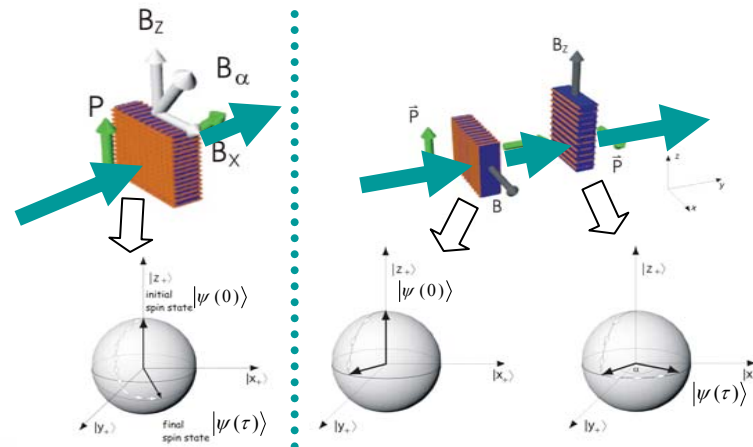 B_Z
B_α
P
B_X
B_Z
P⃗
B
P⃗
z
y
x
|z₊⟩
initial
spin state
|ψ(0)⟩
|x₊⟩
|y₊⟩
final
spin state
|ψ(τ)⟩
|z₊⟩
|ψ(0)⟩
|x₊⟩
|y₊⟩
|z₊⟩
α
|x
|ψ(τ)⟩
|y₊⟩